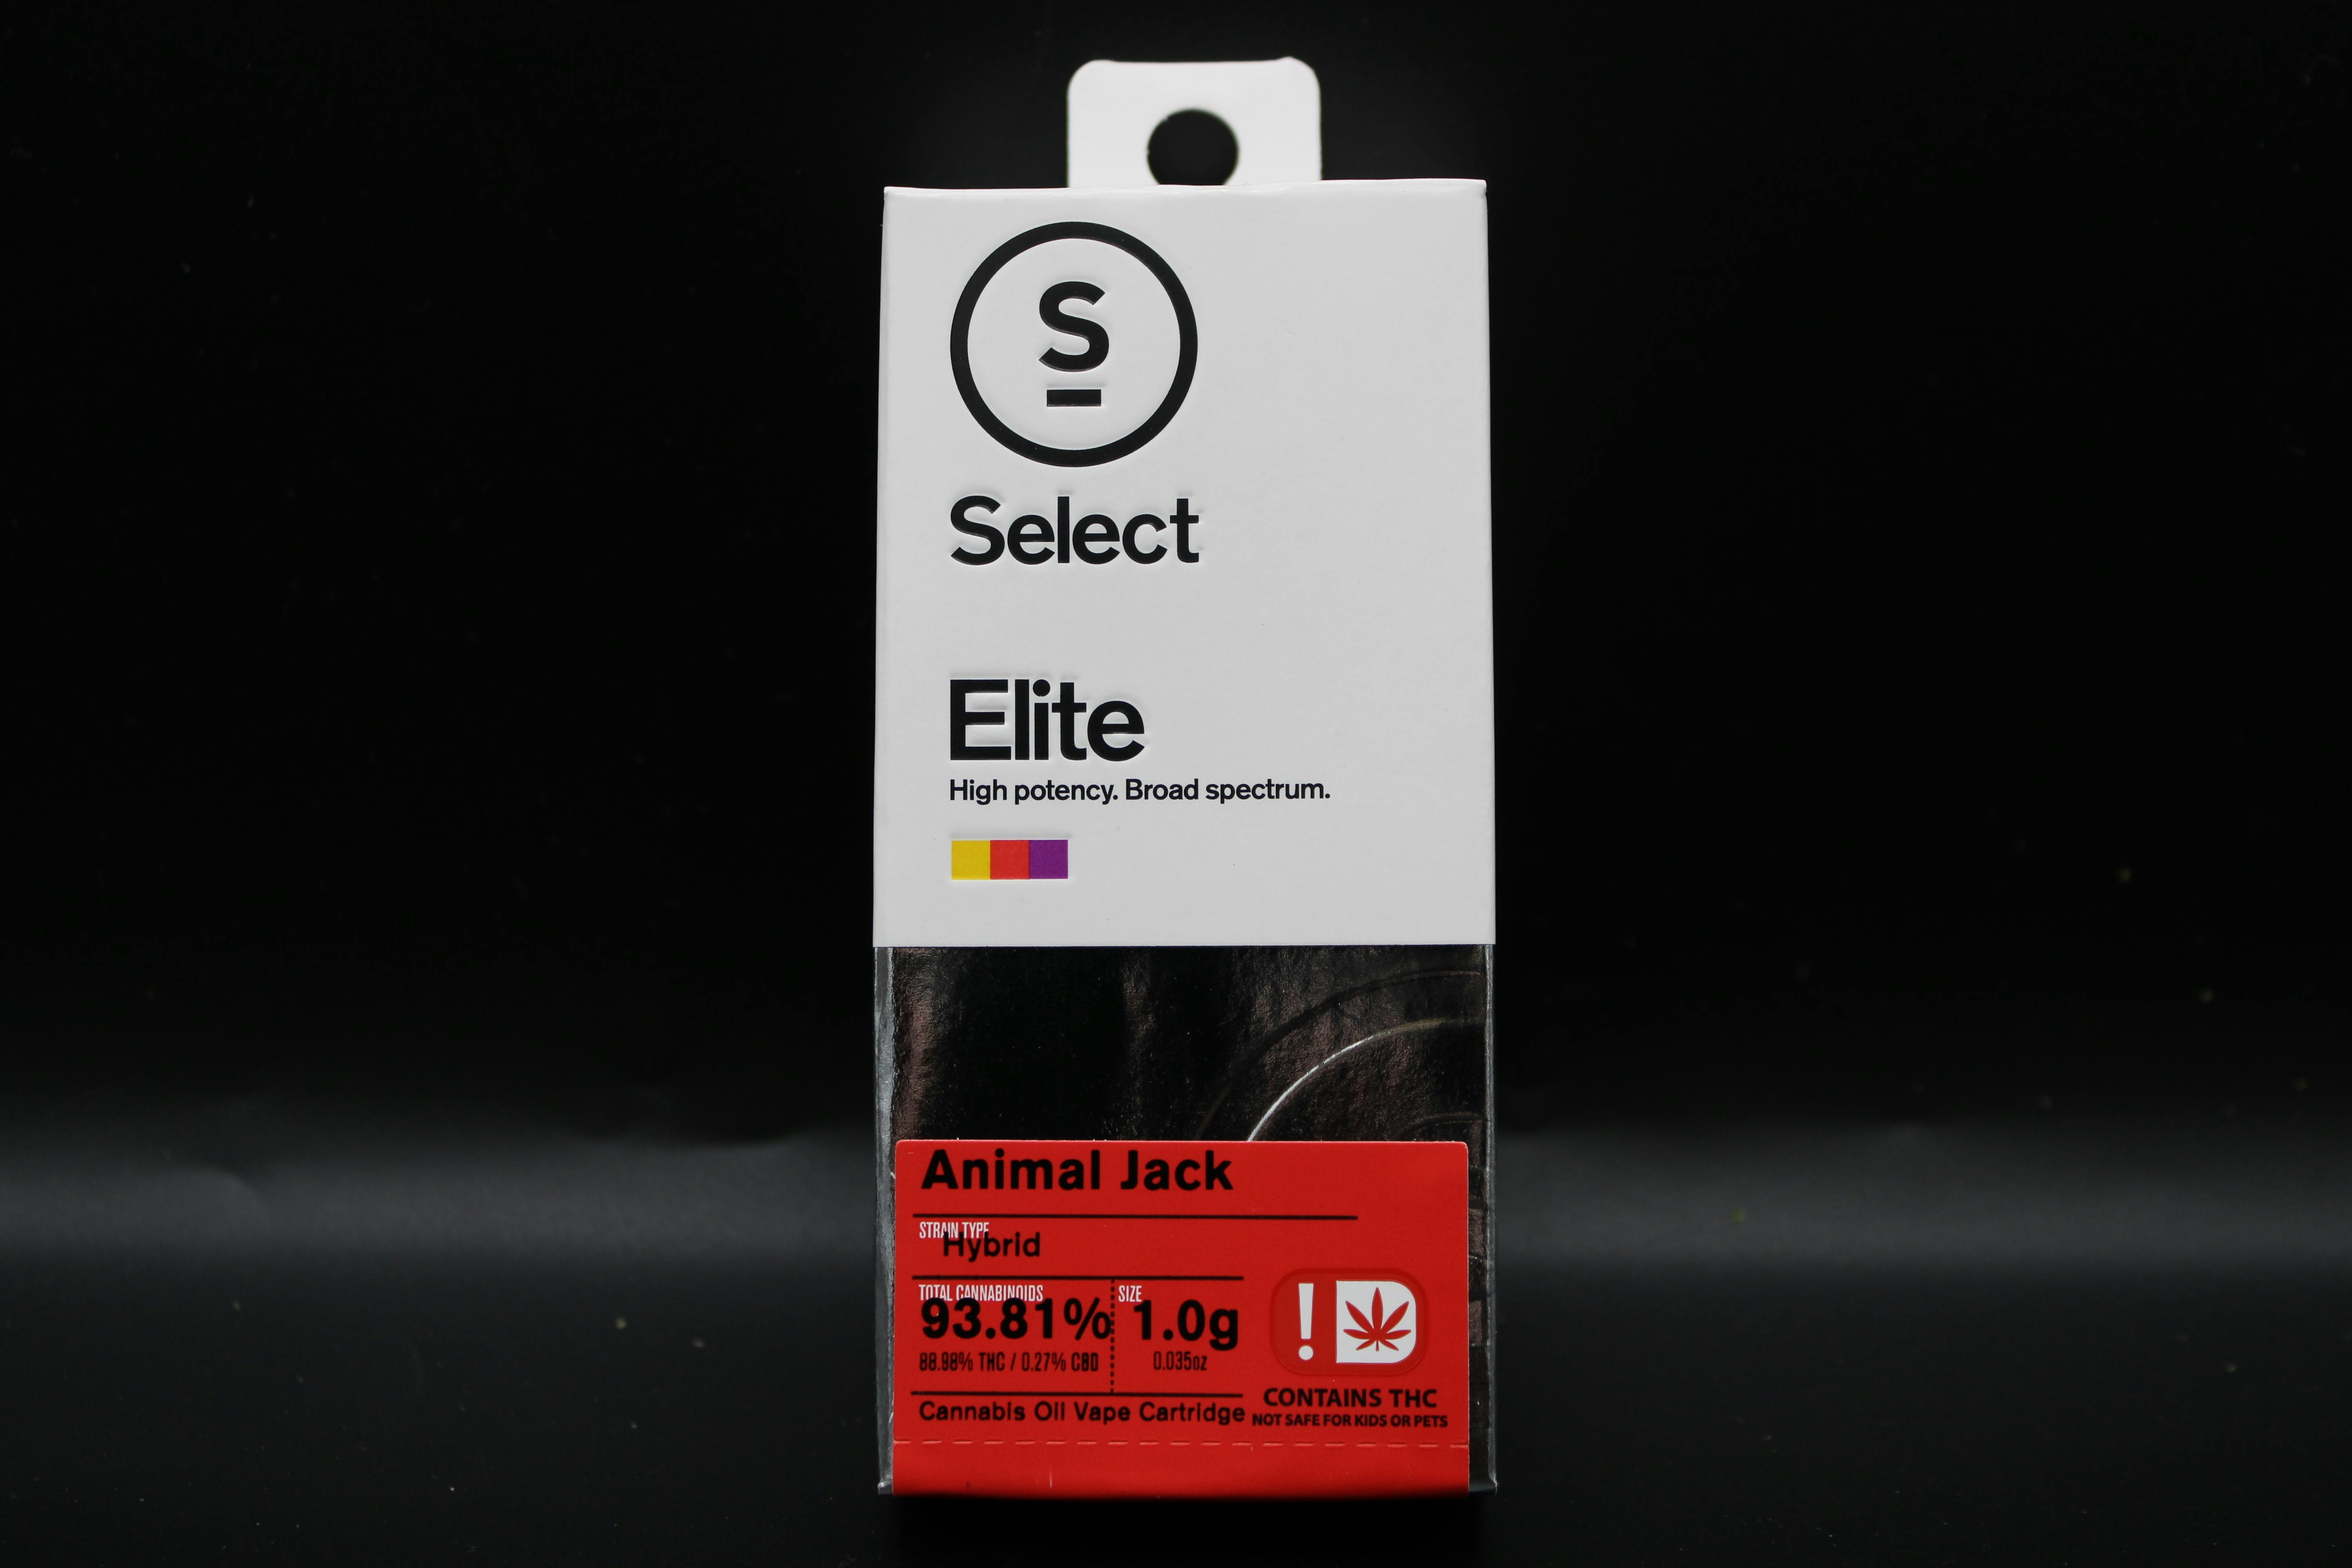 S
Select
Elite
High potency. Broad spectrum.
Animal Jack
STRAIN TYPE
Hybrid
TOTAL CANNABINOIDS
93.81%
88.98% THC / 0.27% CBD
SIZE
1.0g
0.035oz
!
CONTAINS THC
NOT SAFE FOR KIDS OR PETS
Cannabis Oil Vape Cartridge